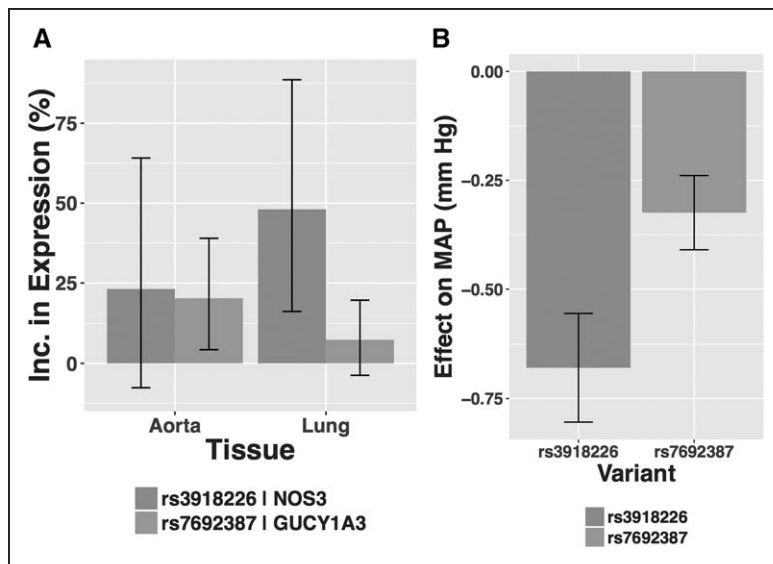 A
Inc. in Expression (%)
75
50
25
0
Aorta Lung
Tissue
rs3918226 | NOS3
rs7692387 | GUCY1A3
B
Effect on MAP (mm Hg)
0.00
−0.25
−0.50
−0.75
rs3918226 rs7692387
Variant
rs3918226
rs7692387